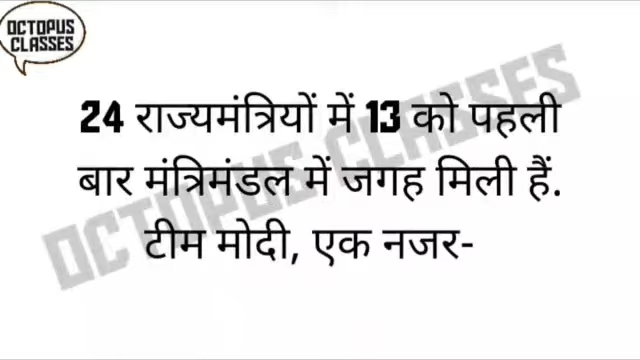 OCTOPUS
CLASSES
24 राज्यमंत्रियों में 13 को पहली
बार मंत्रिमंडल में जगह मिली हैं.
टीम मोदी, एक नजर-
OCTOPUS CLASSES